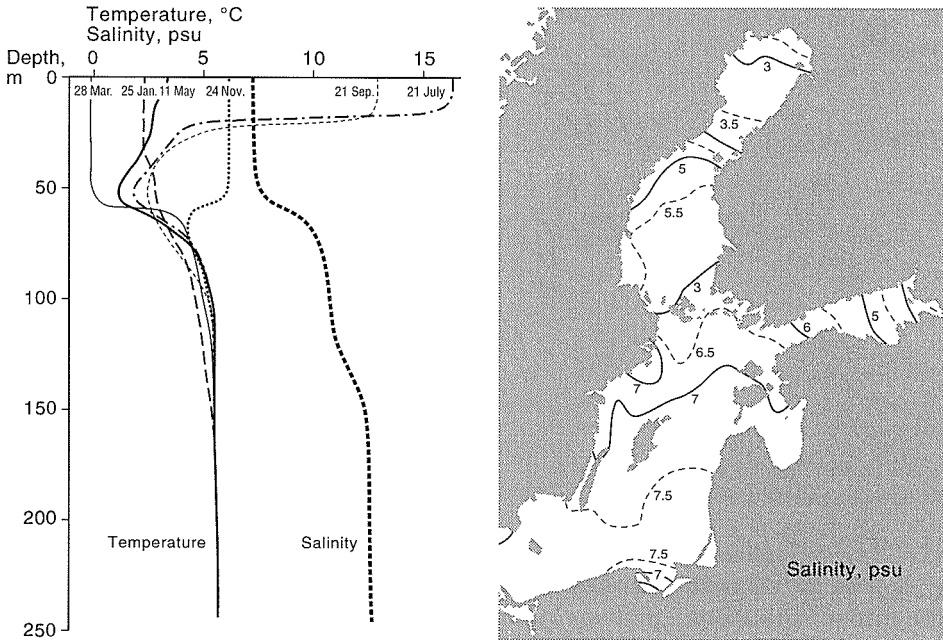 Temperature, °C
Salinity, psu
Depth, m
0 5 10 15
0
28 Mar. 25 Jan. 11 May 24 Nov. 21 Sep. 21 July
50
100
150
200
Temperature Salinity
250
3
3.5
5
5.5
3
6 5
6.5
7 7
7.5
7.5
7
Salinity, psu